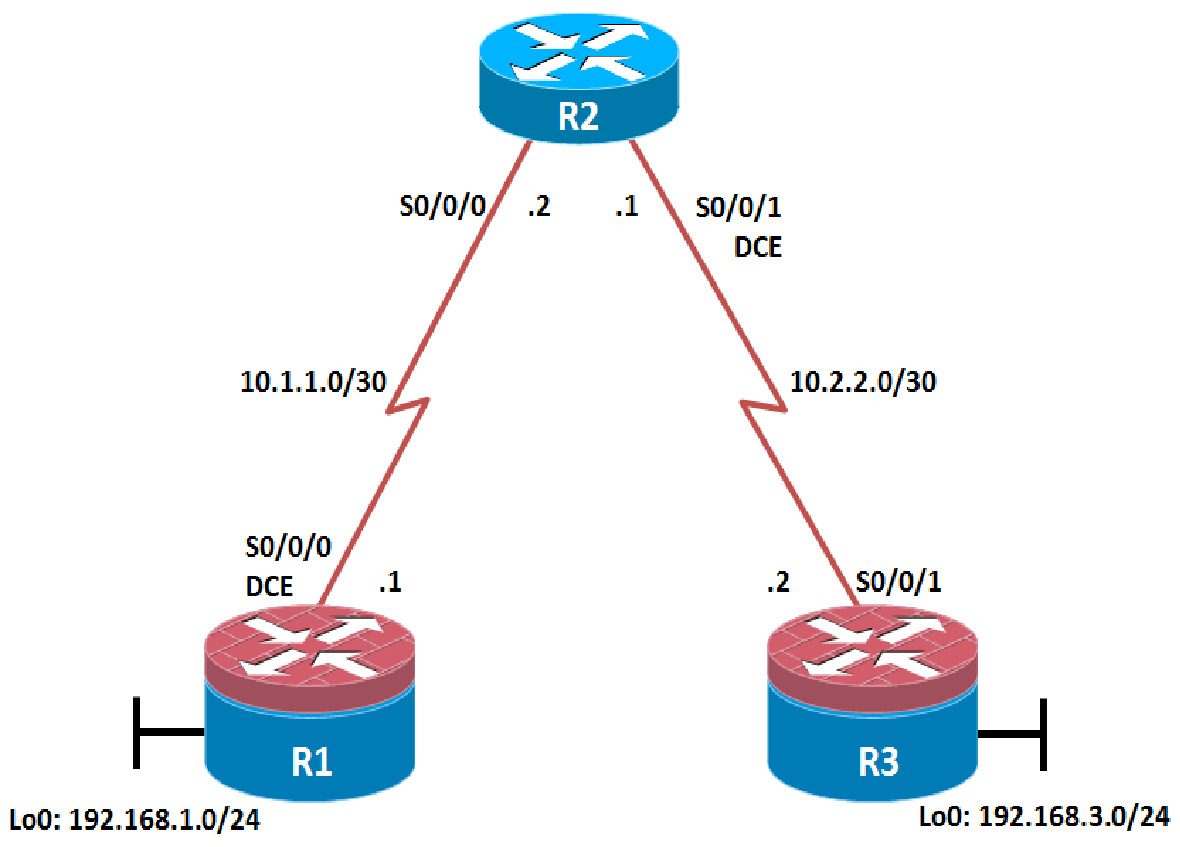 R2
S0/0/0
.2
.1
S0/0/1
DCE
10.1.1.0/30
10.2.2.0/30
S0/0/0
DCE
.1
.2
S0/0/1
R1
R3
Lo0: 192.168.1.0/24
Lo0: 192.168.3.0/24